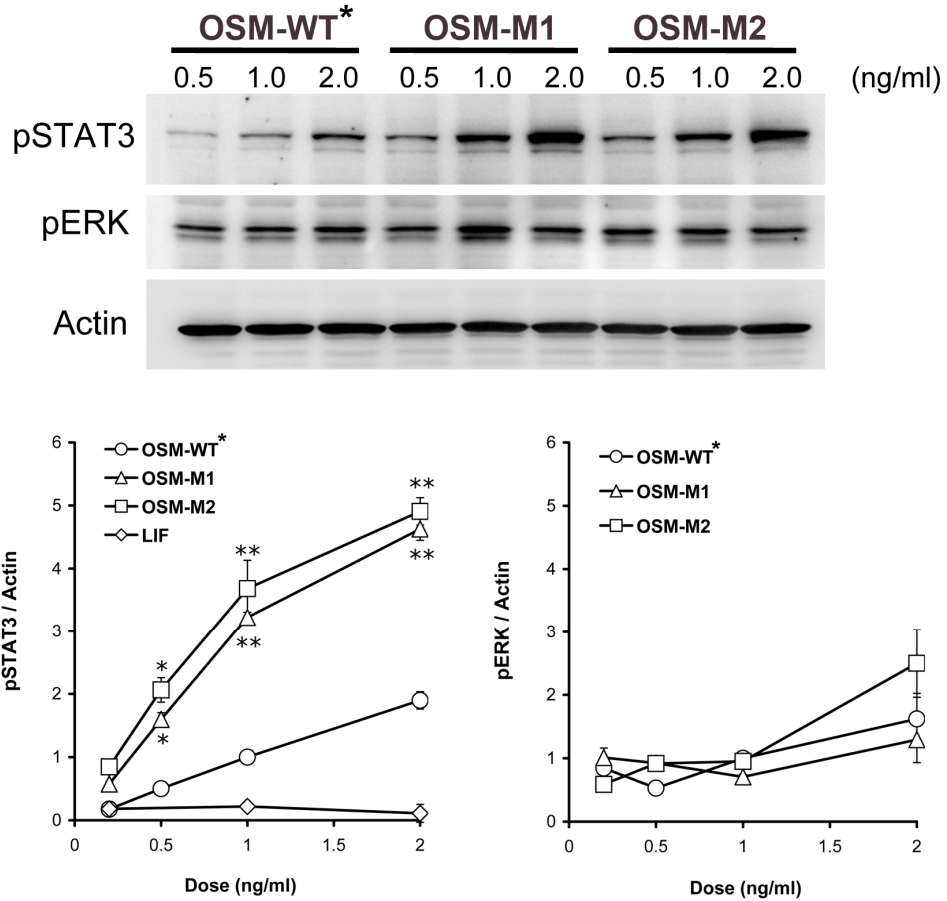 OSM-WT* OSM-M1 OSM-M2
0.5 1.0 2.0 0.5 1.0 2.0 0.5 1.0 2.0 (ng/ml)
pSTAT3
pERK
Actin
6
5
4
3
2
1
0
0 0.5 1 1.5 2
pSTAT3 / Actin
Dose (ng/ml)
OSM-WT*
OSM-M1
OSM-M2
LIF
*
*
**
**
**
**
6
5
4
3
2
1
0
0 0.5 1 1.5 2
pERK / Actin
Dose (ng/ml)
OSM-WT*
OSM-M1
OSM-M2